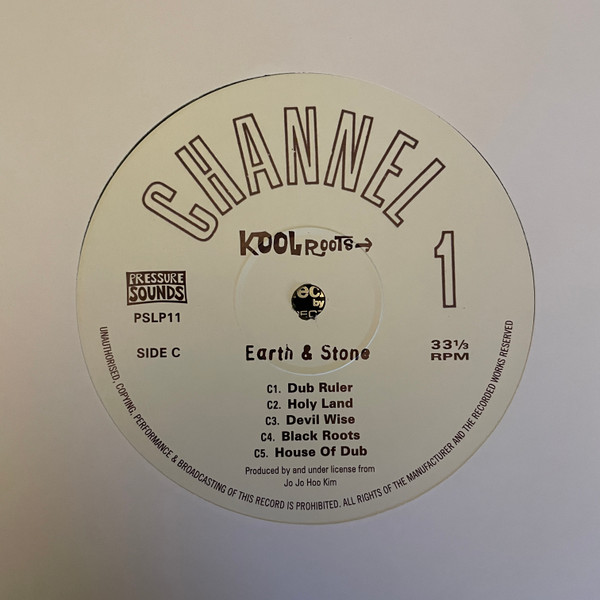 CHANNEL
1
KOOL ROOTS
PRESSURE
SOUNDS
PSLP11
SIDE C
Earth & Stone
33⅓
RPM
C1. Dub Ruler
C2. Holy Land
C3. Devil Wise
C4. Black Roots
C5. House Of Dub
Produced by and under license from
Jo Jo Hoo Kim
UNAUTHORISED, COPYING, PERFORMANCE & BROADCASTING OF THIS RECORD IS PROHIBITED. ALL RIGHTS OF THE MANUFACTURER AND THE RECORDED WORKS RESERVED
by